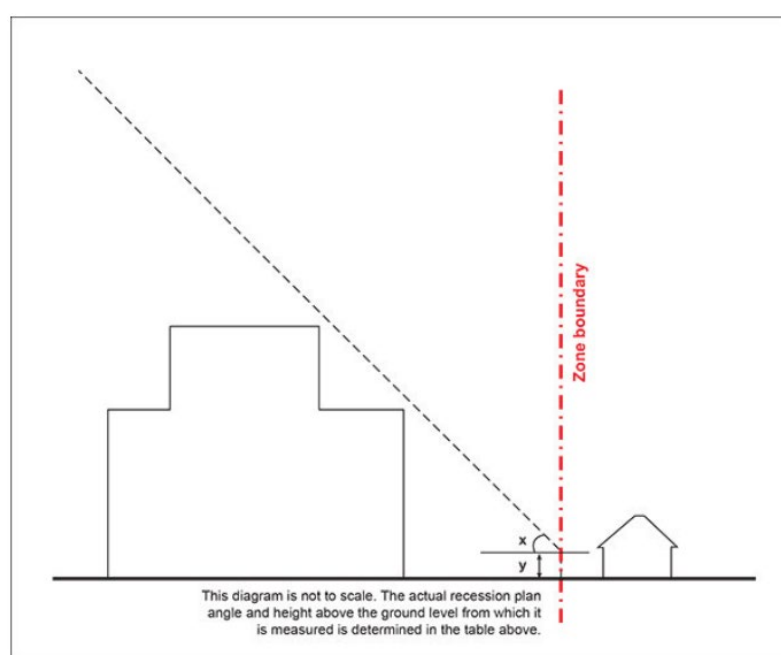 Zone boundary
x
y
This diagram is not to scale. The actual recession plan
angle and height above the ground level from which it
is measured is determined in the table above.